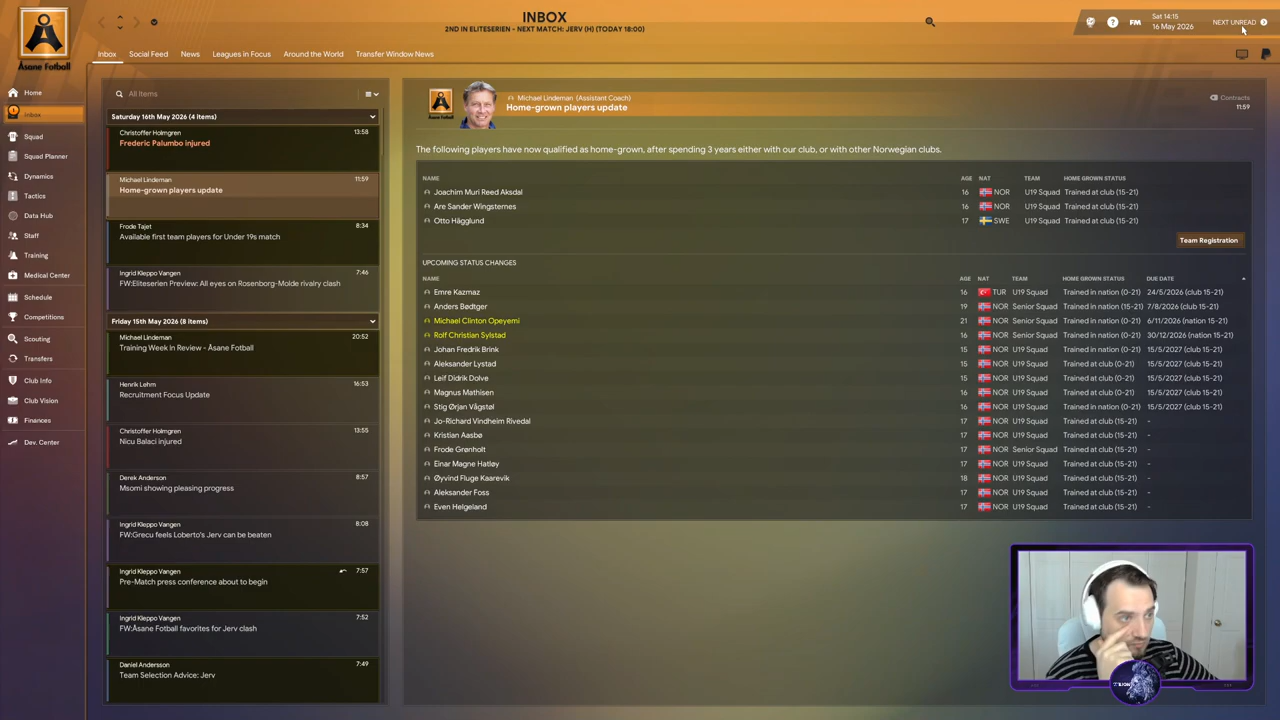 INBOX
2ND IN ELITESERIEN - NEXT MATCH: JERV (H) (TODAY 18:00)
FM
Sat 14:15
16 May 2026
NEXT UNREAD
Åsane Fotball
Inbox
Social Feed
News
Leagues in Focus
Around the World
Transfer Window News
Home
Inbox
Squad
Squad Planner
Dynamics
Tactics
Data Hub
Staff
Training
Medical Center
Schedule
Competitions
Scouting
Transfers
Club Info
Club Vision
Finances
Dev. Center
All Items
Saturday 16th May 2026 (4 items)
Christoffer Holmgren 13:58
Frederic Palumbo injured
Michael Lindeman 11:59
Home-grown players update
Frode Tajet 8:34
Available first team players for Under 19s match
Ingrid Kleppo Vangen 7:46
FW:Eliteserien Preview: All eyes on Rosenborg-Molde rivalry clash
Friday 15th May 2026 (8 items)
Michael Lindeman 20:52
Training Week in Review - Åsane Fotball
Henrik Lehm 16:53
Recruitment Focus Update
Christoffer Holmgren 13:55
Nicu Balaci injured
Derek Anderson 8:57
Msomi showing pleasing progress
Ingrid Kleppo Vangen 8:08
FW:Grecu feels Loberto's Jerv can be beaten
Ingrid Kleppo Vangen 7:57
Pre-Match press conference about to begin
Ingrid Kleppo Vangen 7:52
FW:Åsane Fotball favorites for Jerv clash
Daniel Andersson 7:49
Team Selection Advice: Jerv
Åsane Fotball
Michael Lindeman (Assistant Coach)
Home-grown players update
Contracts
11:59
The following players have now qualified as home-grown, after spending 3 years either with our club, or with other Norwegian clubs.
NAME AGE NAT TEAM HOME GROWN STATUS
Joachim Muri Reed Aksdal 16 NOR U19 Squad Trained at club (15-21)
Are Sander Wingsternes 16 NOR U19 Squad Trained at club (15-21)
Otto Hägglund 17 SWE U19 Squad Trained at club (15-21)
Team Registration
UPCOMING STATUS CHANGES
NAME AGE NAT TEAM HOME GROWN STATUS DUE DATE
Emre Kazmaz 16 TUR U19 Squad Trained in nation (0-21) 24/5/2026 (club 15-21)
Anders Bødtger 19 NOR Senior Squad Trained in nation (15-21) 7/8/2026 (club 15-21)
Michael Clinton Opeyemi 21 NOR Senior Squad Trained in nation (0-21) 6/11/2026 (nation 15-21)
Rolf Christian Sylstad 16 NOR Senior Squad Trained in nation (0-21) 30/12/2026 (nation 15-21)
Johan Fredrik Brink 15 NOR U19 Squad Trained at club (0-21) 15/5/2027 (club 15-21)
Aleksander Lystad 15 NOR U19 Squad Trained at club (0-21) 15/5/2027 (club 15-21)
Leif Didrik Dolve 15 NOR U19 Squad Trained at club (0-21) 15/5/2027 (club 15-21)
Magnus Mathisen 16 NOR U19 Squad Trained at club (0-21) 15/5/2027 (club 15-21)
Stig Ørjan Vågstøl 16 NOR U19 Squad Trained in nation (0-21) 15/5/2027 (club 15-21)
Jo-Richard Vindheim Rivedal 17 NOR U19 Squad Trained at club (15-21) -
Kristian Aasbø 17 NOR U19 Squad Trained at club (15-21) -
Frode Grønholt 17 NOR Senior Squad Trained at club (15-21) -
Einar Magne Hatløy 17 NOR U19 Squad Trained at club (15-21) -
Øyvind Fluge Kaarevik 18 NOR U19 Squad Trained at club (15-21) -
Aleksander Foss 17 NOR U19 Squad Trained at club (15-21) -
Even Helgeland 17 NOR U19 Squad Trained at club (15-21) -